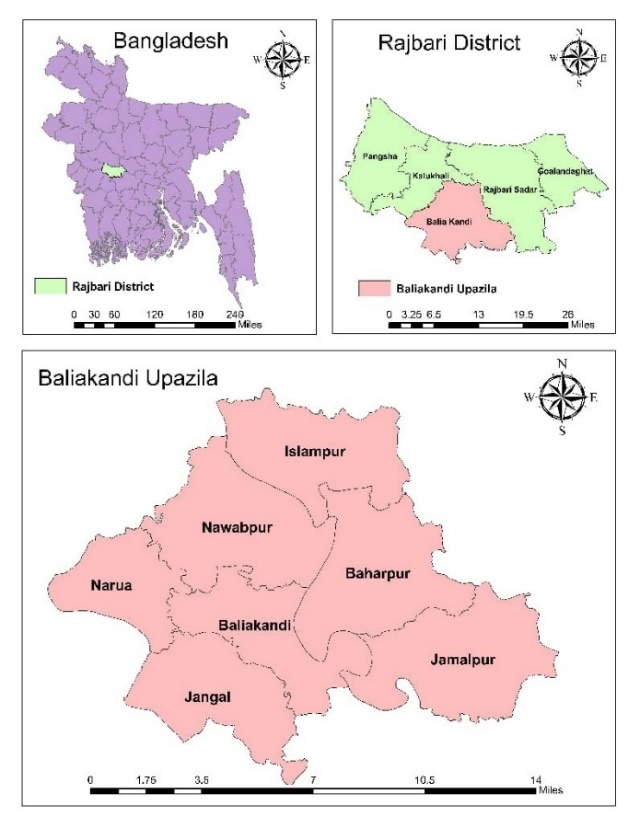 Bangladesh
N
W E
S
Rajbari District
0 30 60 120 180 240
Miles
Rajbari District
N
W E
S
Pangsha
Kalukhali
Goalandaghat
Rajbari Sadar
Balia Kandi
Baliakandi Upazila
0 3.25 6.5 13 19.5 26
Miles
Baliakandi Upazila
N
W E
S
Islampur
Nawabpur
Baharpur
Narua
Baliakandi
Jamalpur
Jangal
0 1.75 3.5 7 10.5 14
Miles